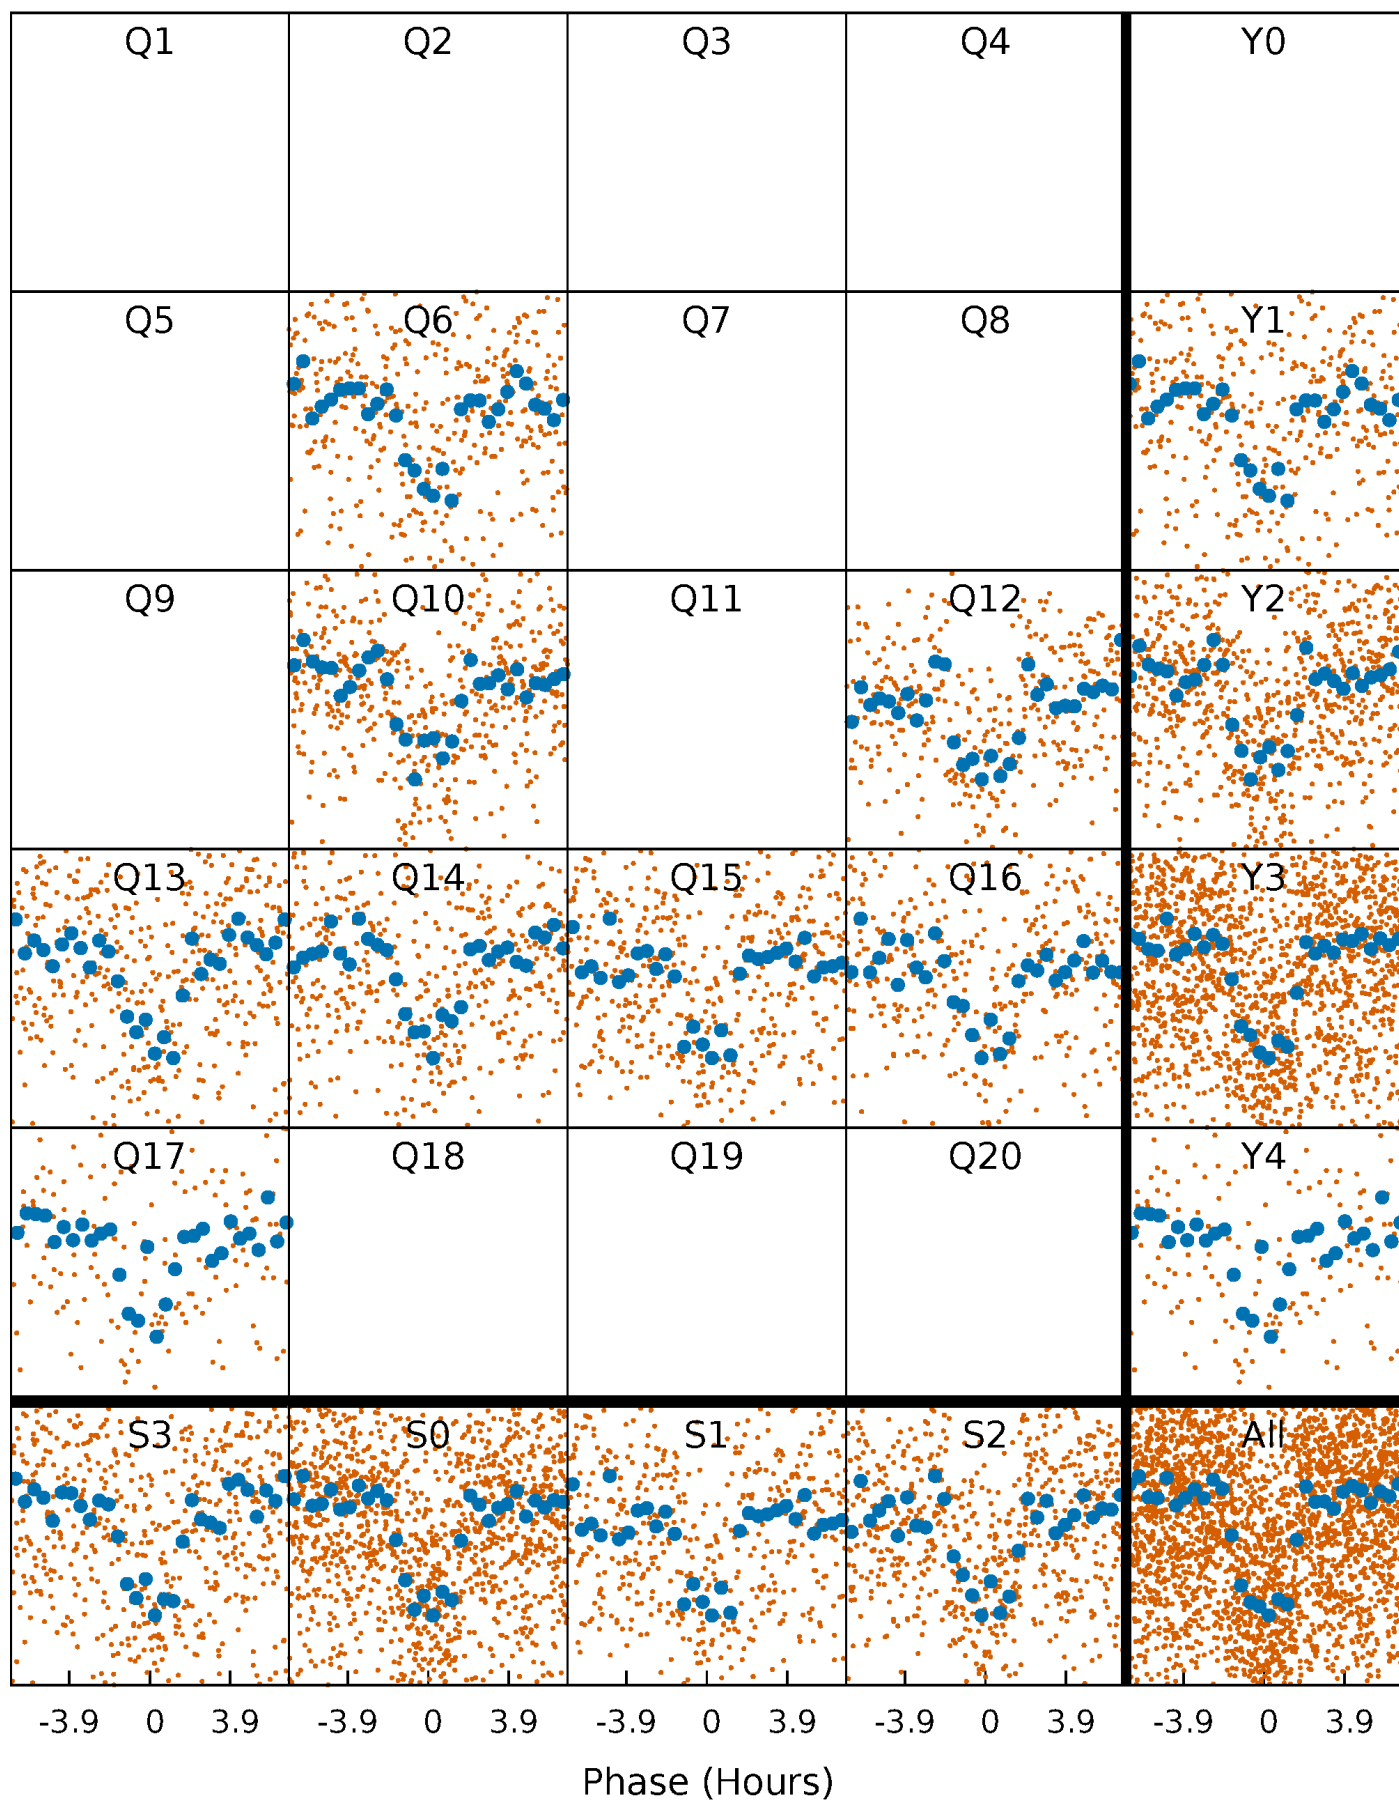 Q1 Q2 Q3 Q4 Y0
Q5 Q6 Q7 Q8 Y1
Q9 Q10 Q11 Q12 Y2
Q13 Q14 Q15 Q16 Y3
Q17 Q18 Q19 Q20 Y4
S3 S0 S1 S2 All
-3.9 0 3.9 -3.9 0 3.9 -3.9 0 3.9 -3.9 0 3.9 -3.9 0 3.9
Phase (Hours)